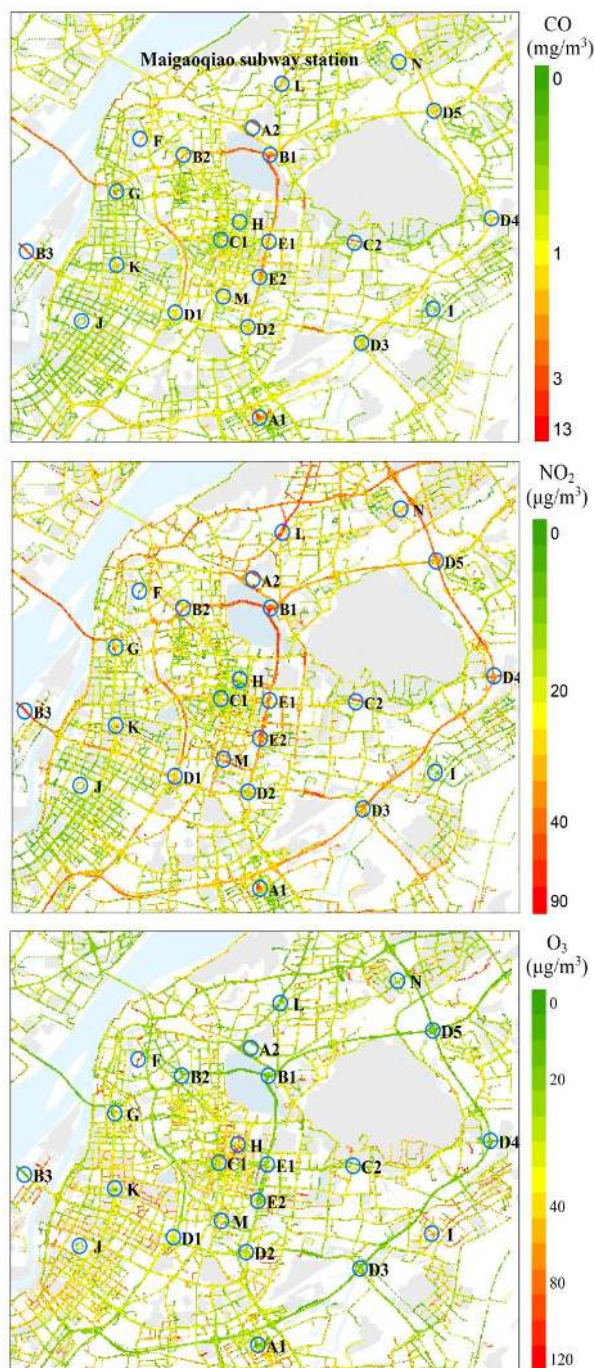 CO
(mg/m³)
Maigaoqiao subway station
N
L
0
A2
D5
F
B2
B1
G
D4
H
C1
E1
C2
1
B3
K
E2
M
I
J
D1
D2
D3
3
A1
13
NO₂
(μg/m³)
N
0
L
D5
A2
F
B2
B1
G
H
D4
C1
E1
C2
20
B3
K
E2
M
I
J
D1
D2
D3
40
A1
90
O₃
(μg/m³)
N
0
L
D5
A2
F
B2
B1
20
G
H
D4
C1
E1
C2
B3
K
E2
40
M
I
J
D1
D2
D3
80
A1
120